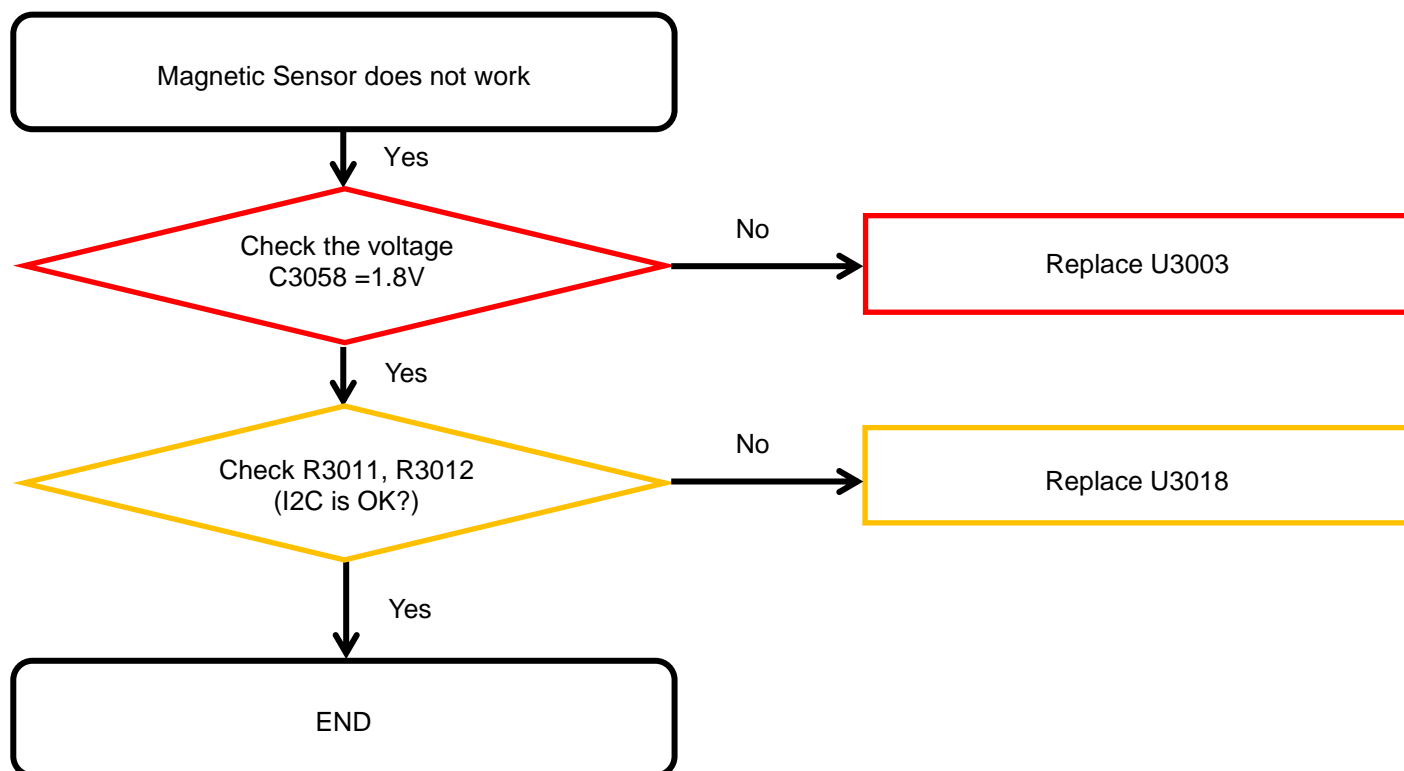 Magnetic Sensor does not work
Yes
Check the voltage
C3058 =1.8V
No
Replace U3003
Yes
Check R3011, R3012
(I2C is OK?)
No
Replace U3018
Yes
END